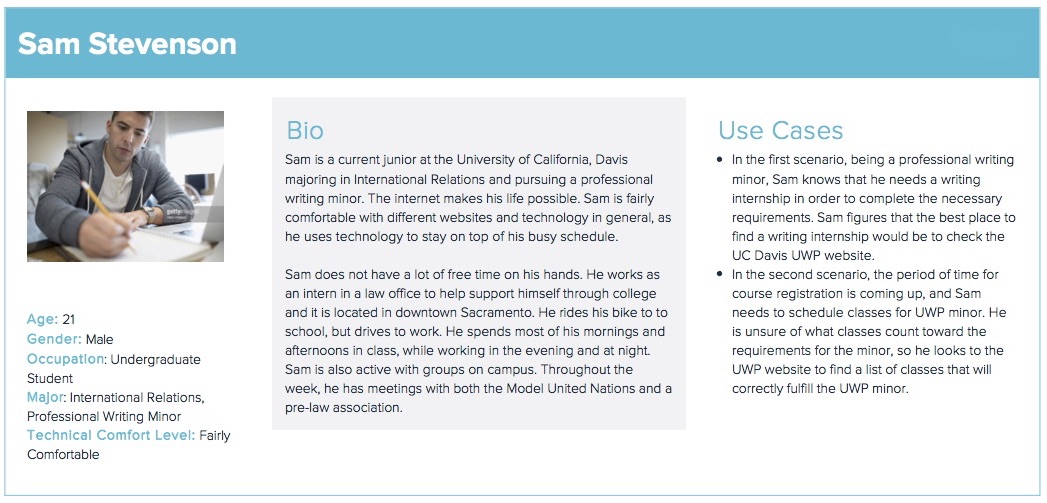 Sam Stevenson
gettyimages
Age: 21
Gender: Male
Occupation: Undergraduate
Student
Major: International Relations,
Professional Writing Minor
Technical Comfort Level: Fairly
Comfortable
Bio
Sam is a current junior at the University of California, Davis
majoring in International Relations and pursuing a professional
writing minor. The internet makes his life possible. Sam is fairly
comfortable with different websites and technology in general, as
he uses technology to stay on top of his busy schedule.
Sam does not have a lot of free time on his hands. He works as
an intern in a law office to help support himself through college
and it is located in downtown Sacramento. He rides his bike to to
school, but drives to work. He spends most of his mornings and
afternoons in class, while working in the evening and at night.
Sam is also active with groups on campus. Throughout the
week, he has meetings with both the Model United Nations and a
pre-law association.
Use Cases
• In the first scenario, being a professional writing
minor, Sam knows that he needs a writing
internship in order to complete the necessary
requirements. Sam figures that the best place to
find a writing internship would be to check the
UC Davis UWP website.
• In the second scenario, the period of time for
course registration is coming up, and Sam
needs to schedule classes for UWP minor. He
is unsure of what classes count toward the
requirements for the minor, so he looks to the
UWP website to find a list of classes that will
correctly fulfill the UWP minor.